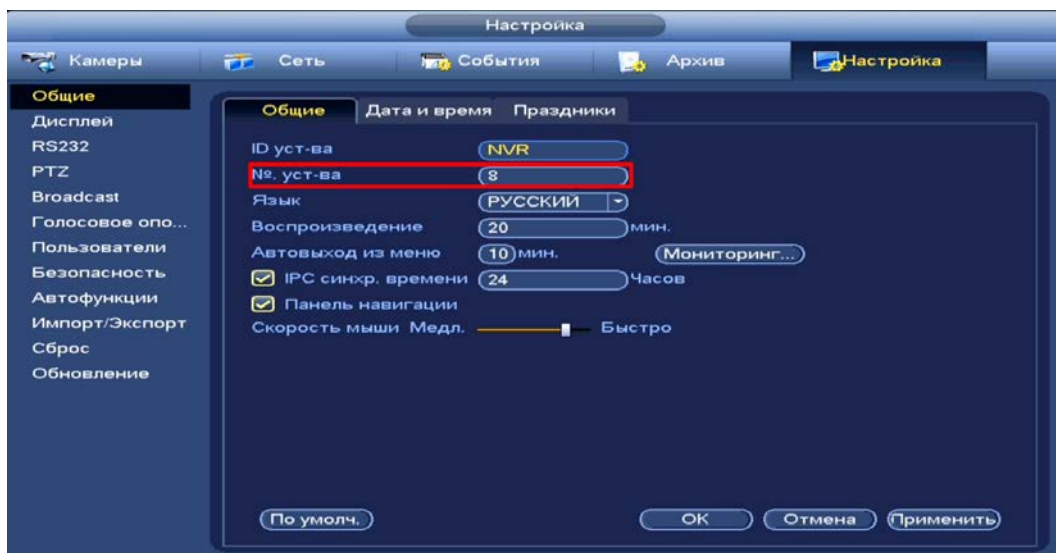 Настройка
Камеры Сеть События Архив Настройка
Общие
Дисплей
RS232
PTZ
Broadcast
Голосовое опо...
Пользователи
Безопасность
Автофункции
Импорт/Экспорт
Сброс
Обновление
Общие Дата и время Праздники
ID уст-ва NVR
№. уст-ва 8
Язык РУССКИЙ
Воспроизведение 20 мин.
Автовыход из меню 10 мин. Мониторинг...
IPC синхр. времени 24 Часов
Панель навигации
Скорость мыши Медл. Быстро
По умолч. OK Отмена Применить